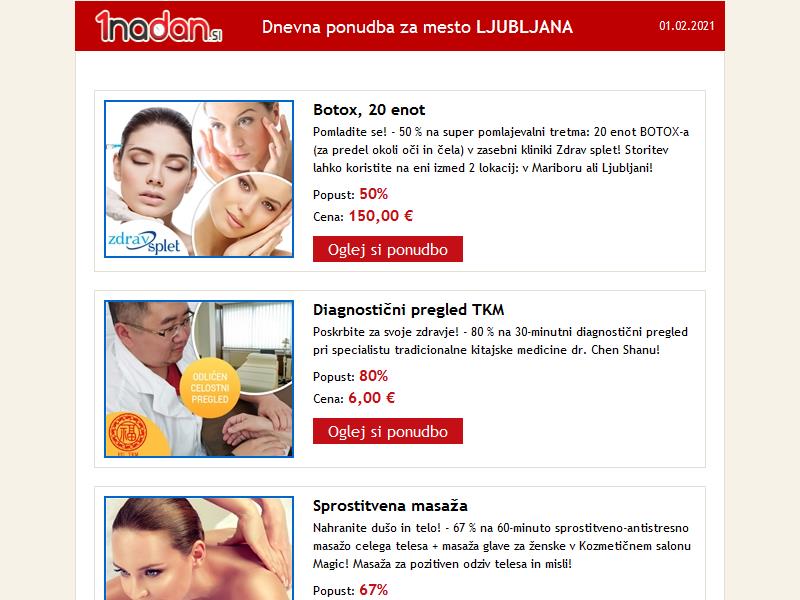 1nadan.si
Dnevna ponudba za mesto LJUBLJANA
01.02.2021
Botox, 20 enot
Pomladite se! - 50 % na super pomlajevalni tretma: 20 enot BOTOX-a
(za predel okoli oči in čela) v zasebni kliniki Zdrav splet! Storitev
lahko koristite na eni izmed 2 lokacij: v Mariboru ali Ljubljani!
Popust: 50%
Cena: 150,00 €
Oglej si ponudbo
zdrav splet
Diagnostični pregled TKM
Poskrbite za svoje zdravje! - 80 % na 30-minutni diagnostični pregled
pri specialistu tradicionalne kitajske medicine dr. Chen Shanu!
Popust: 80%
Cena: 6,00 €
Oglej si ponudbo
ODLIČEN
CELOSTNI
PREGLED
福
Sprostitvena masaža
Nahranite dušo in telo! - 67 % na 60-minuto sprostitveno-antistresno
masažo celega telesa + masaža glave za ženske v Kozmetičnem salonu
Magic! Masaža za pozitiven odziv telesa in misli!
Popust: 67%